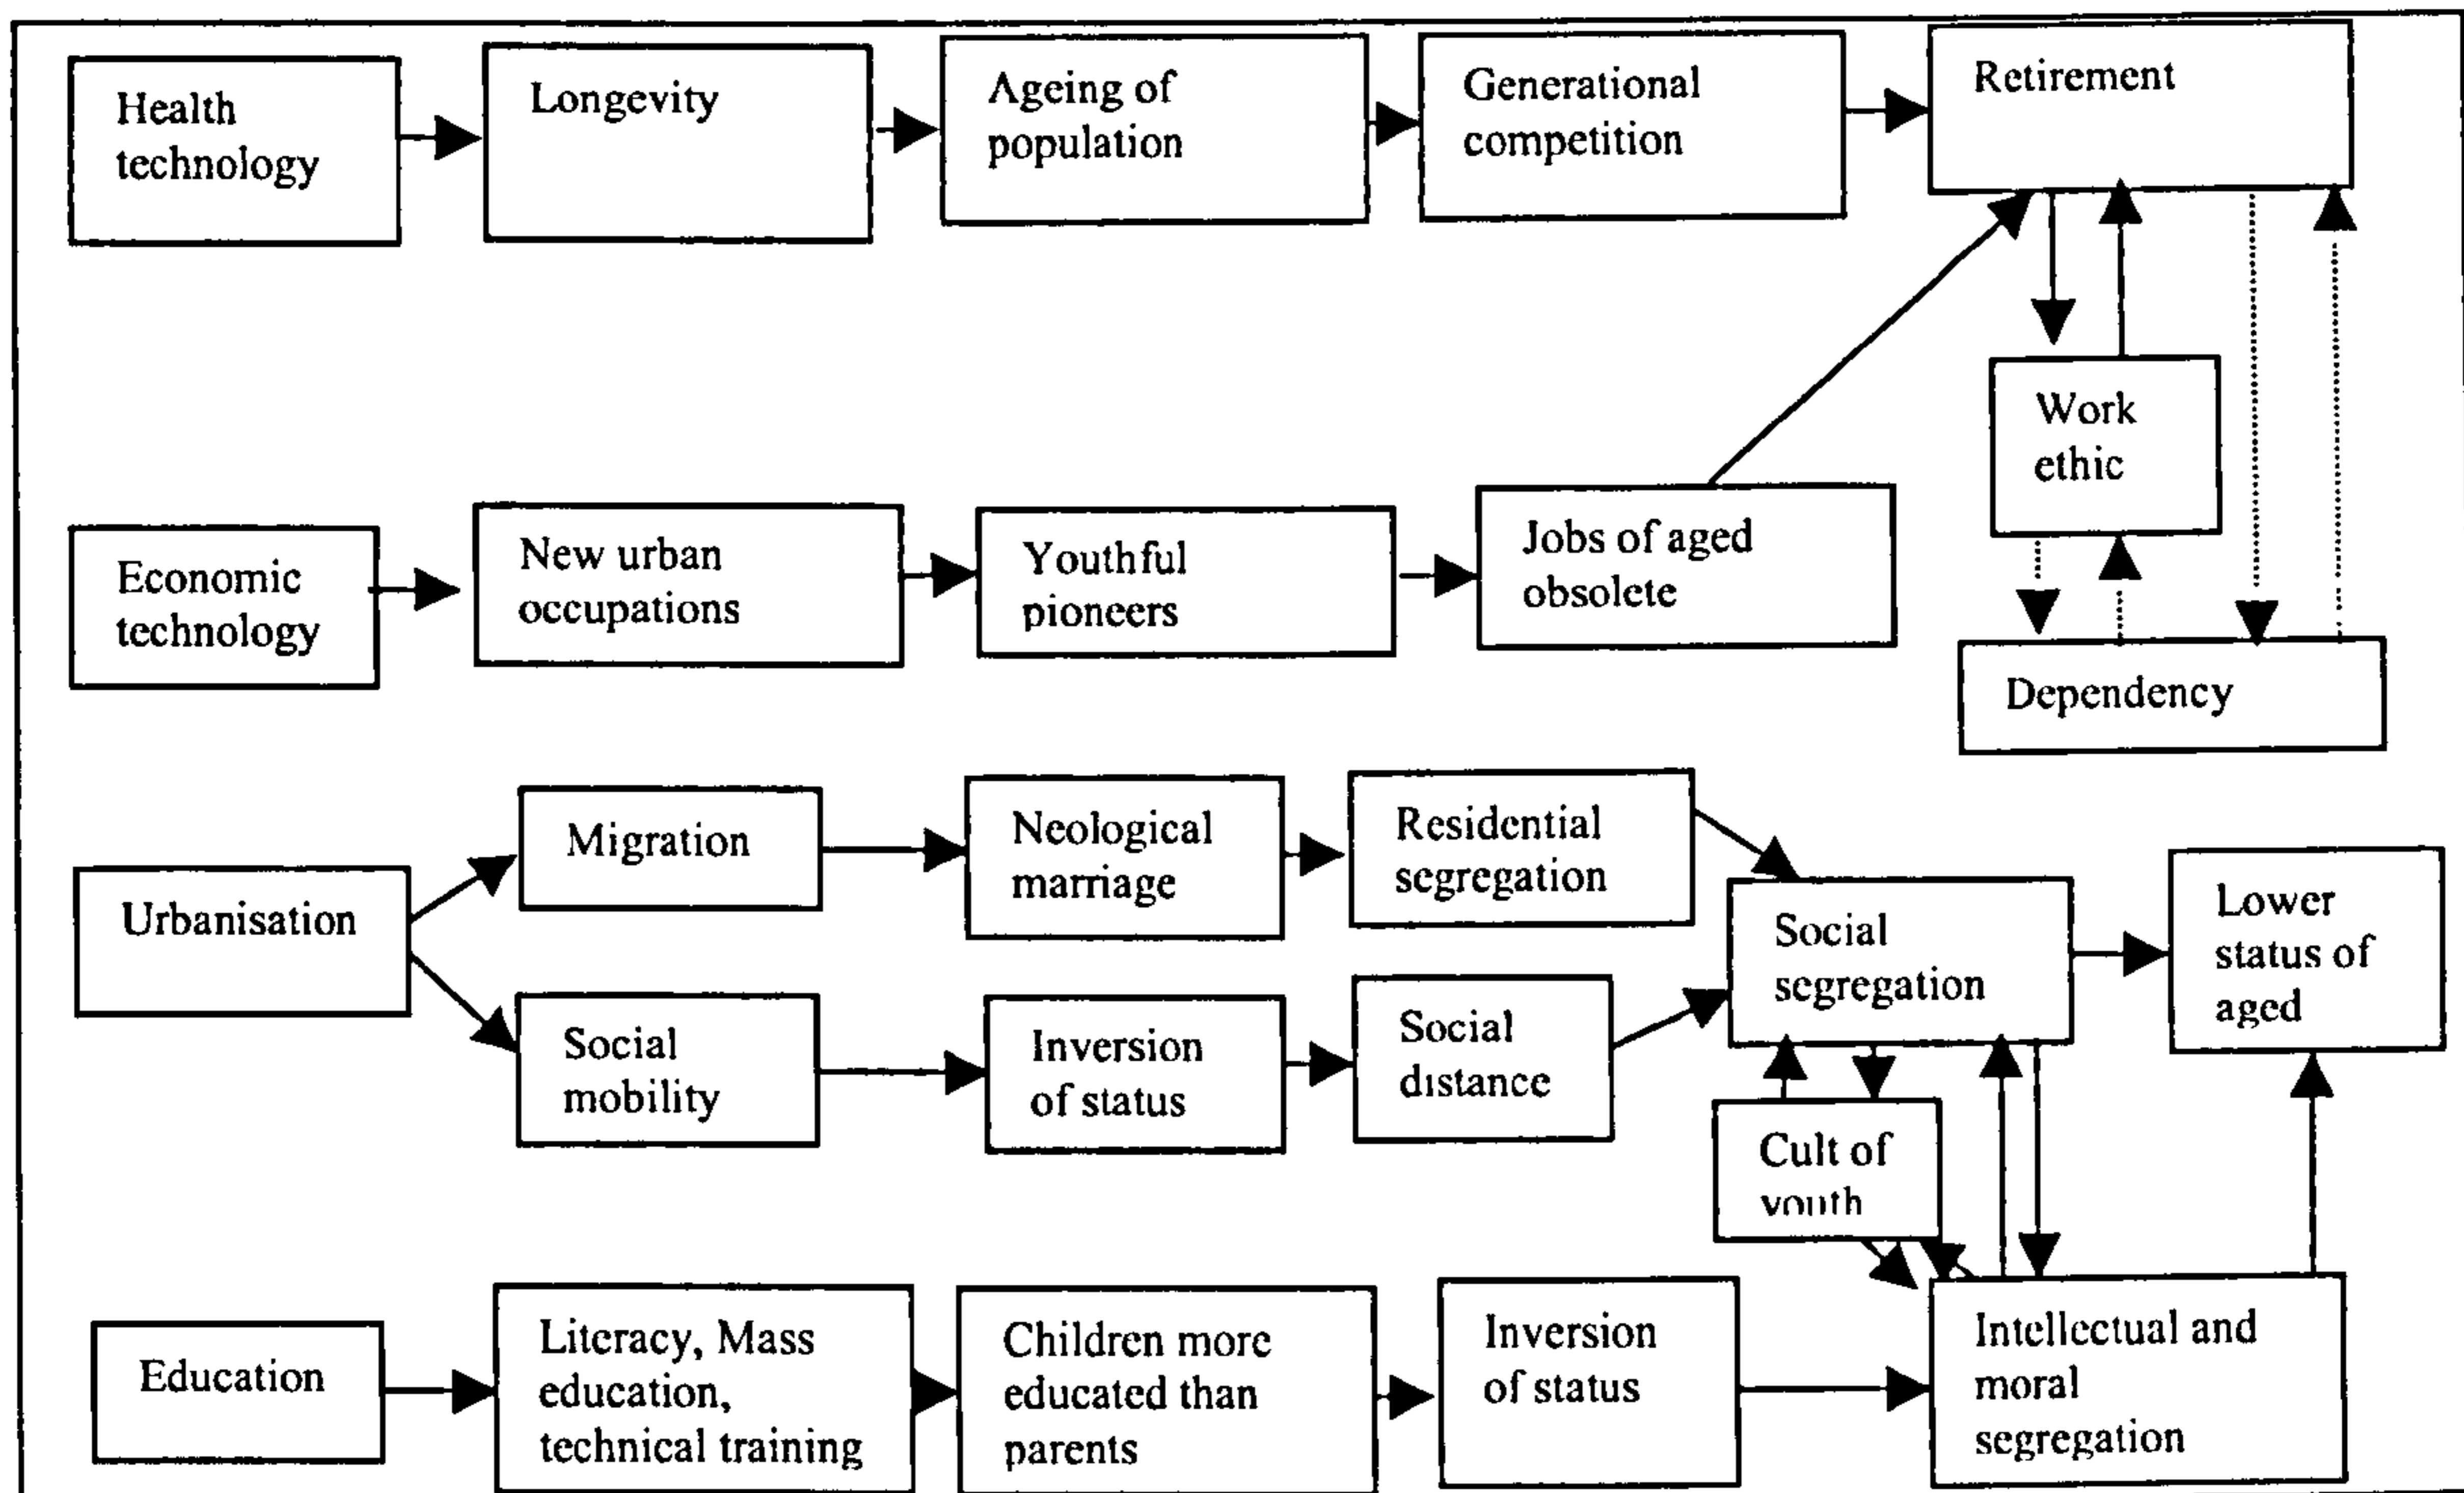 Health
technology
Longevity
Ageing of
population
Generational
competition
Retirement
Work
ethic
Economic
technology
New urban
occupations
Youthful
pioneers
Jobs of aged
obsolete
Dependency
Urbanisation
Migration
Neological
marriage
Residential
segregation
Social
segregation
Lower
status of
aged
Social
mobility
Inversion
of status
Social
distance
Cult of
youth
Education
Literacy, Mass
education,
technical training
Children more
educated than
parents
Inversion
of status
Intellectual and
moral
segregation